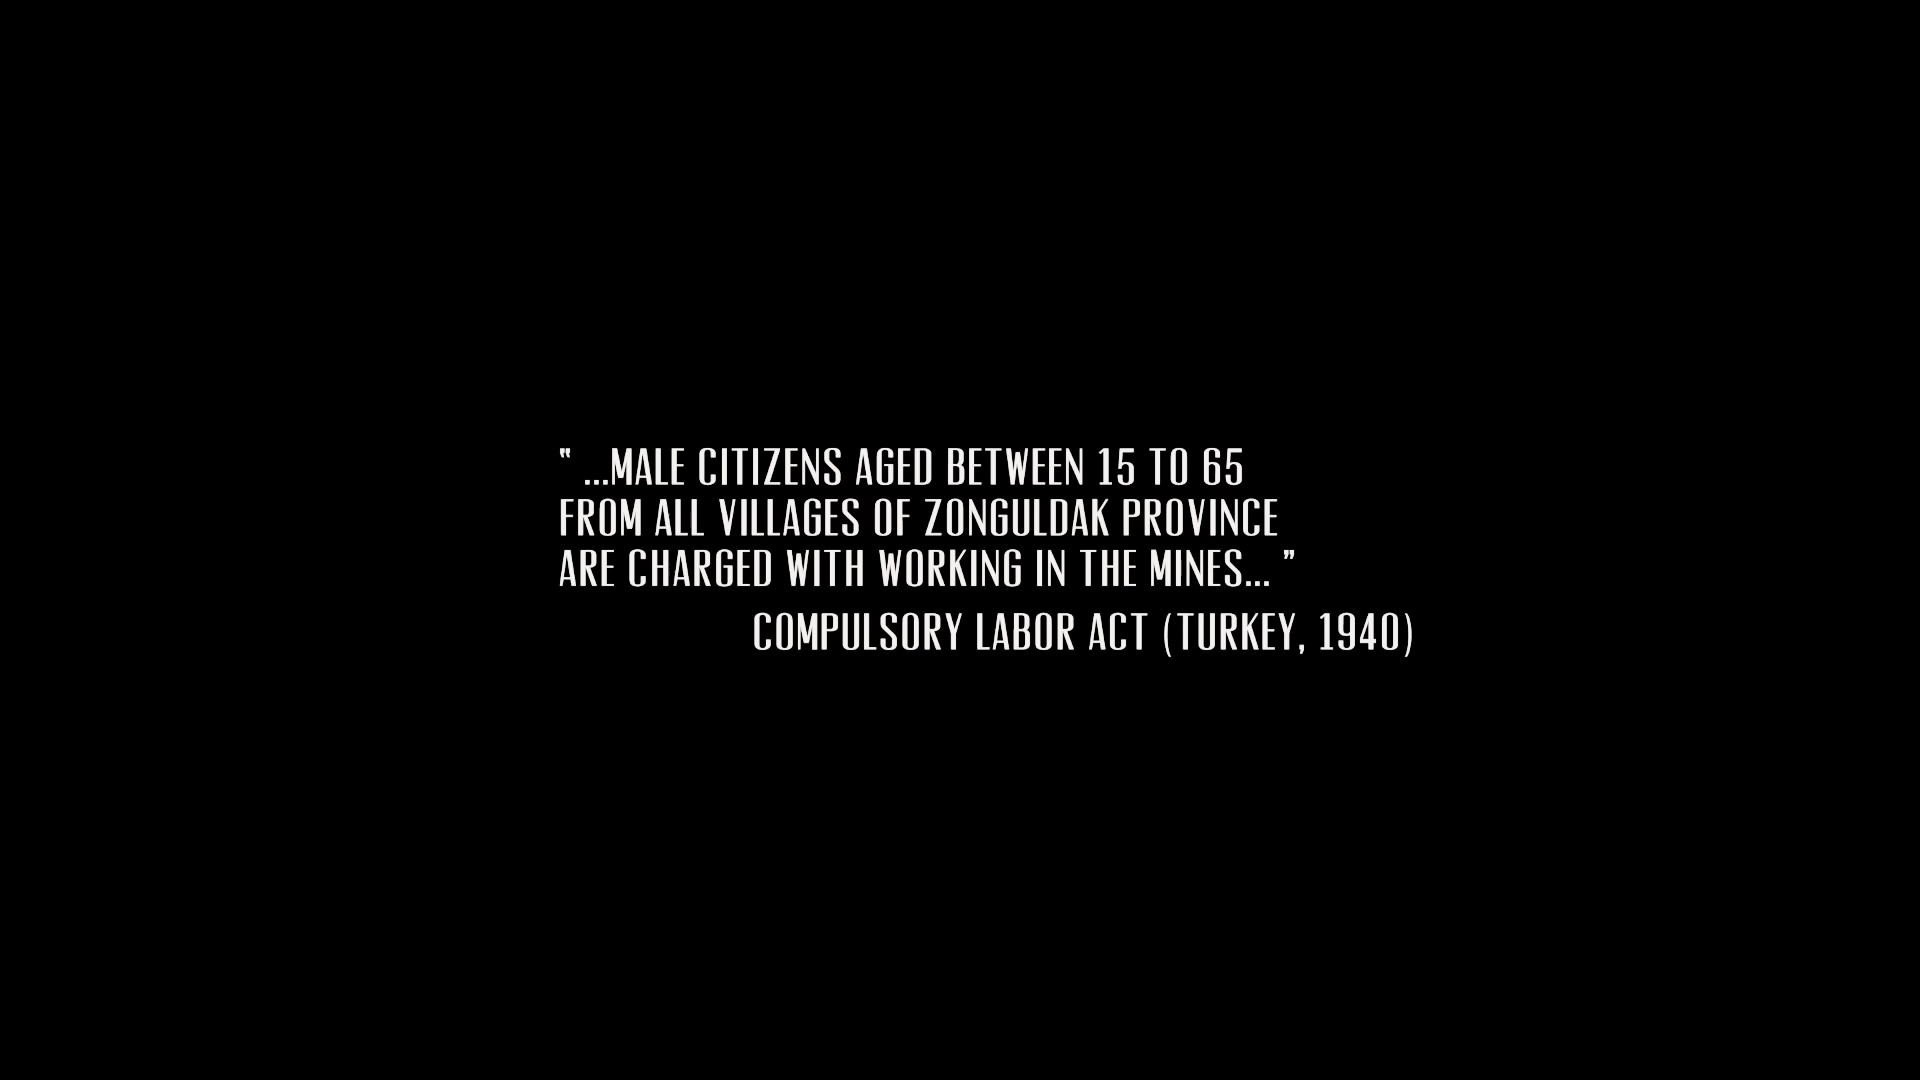 “ ...MALE CITIZENS AGED BETWEEN 15 TO 65
FROM ALL VILLAGES OF ZONGULDAK PROVINCE
ARE CHARGED WITH WORKING IN THE MINES... ”
COMPULSORY LABOR ACT (TURKEY, 1940)